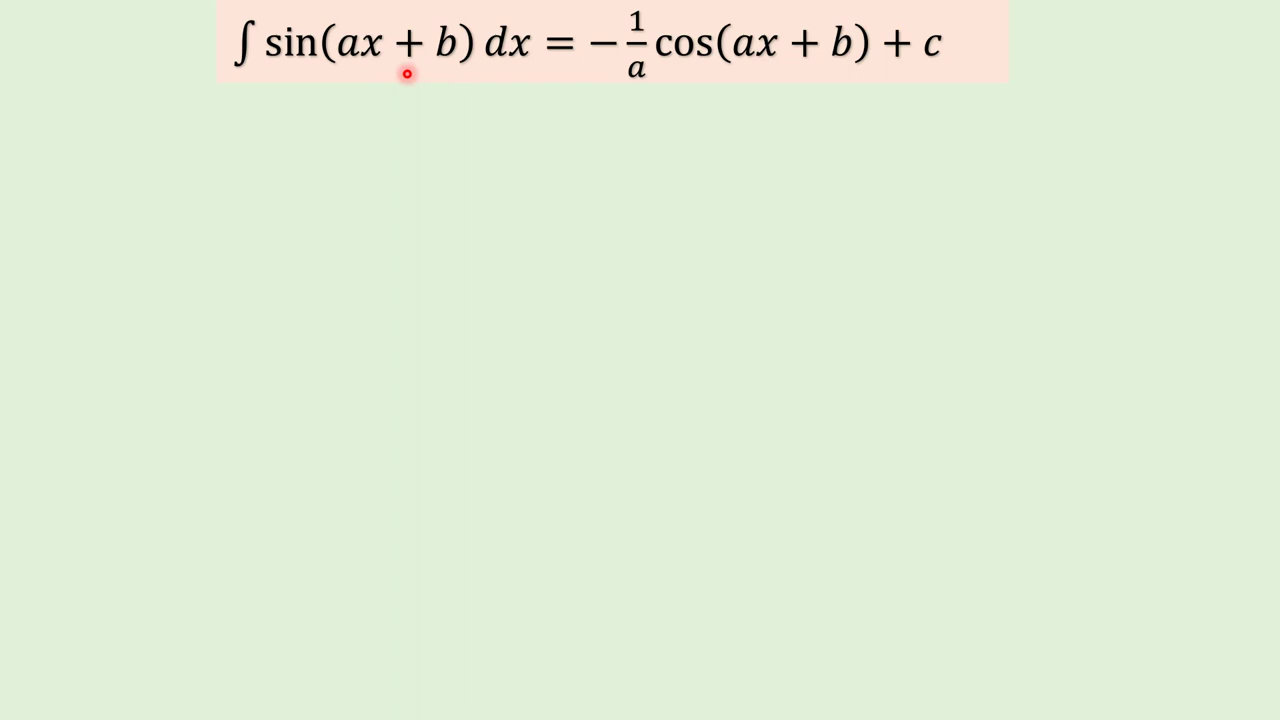 ∫ sin(ax + b) dx = −1/a cos(ax + b) + c